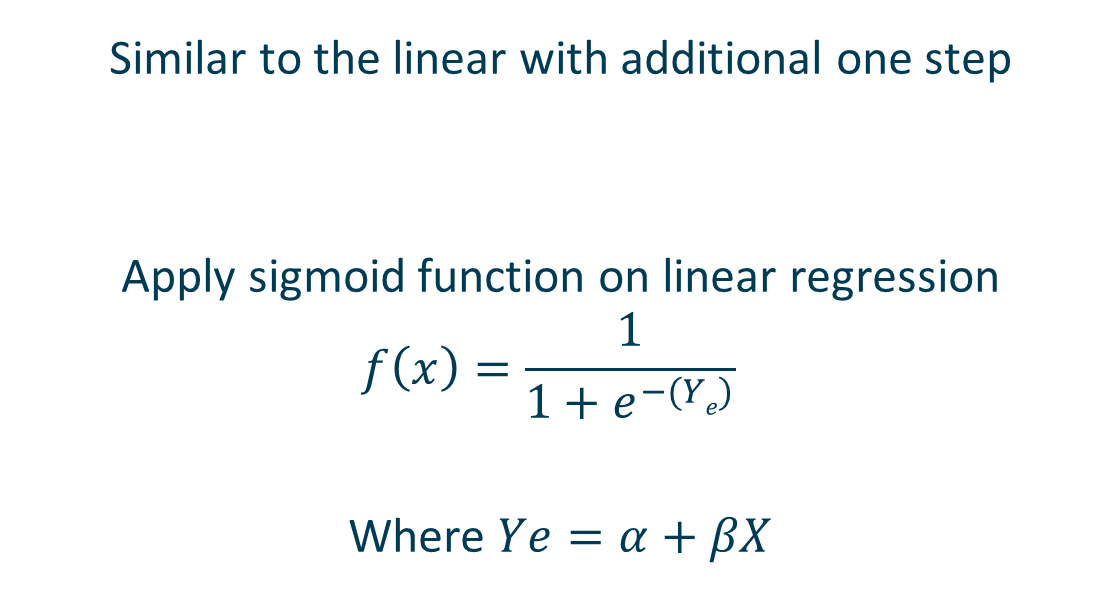 Similar to the linear with additional one step
Apply sigmoid function on linear regression
f(x) = 1 / (1 + e^−(Y_e))
Where Ye = α + βX